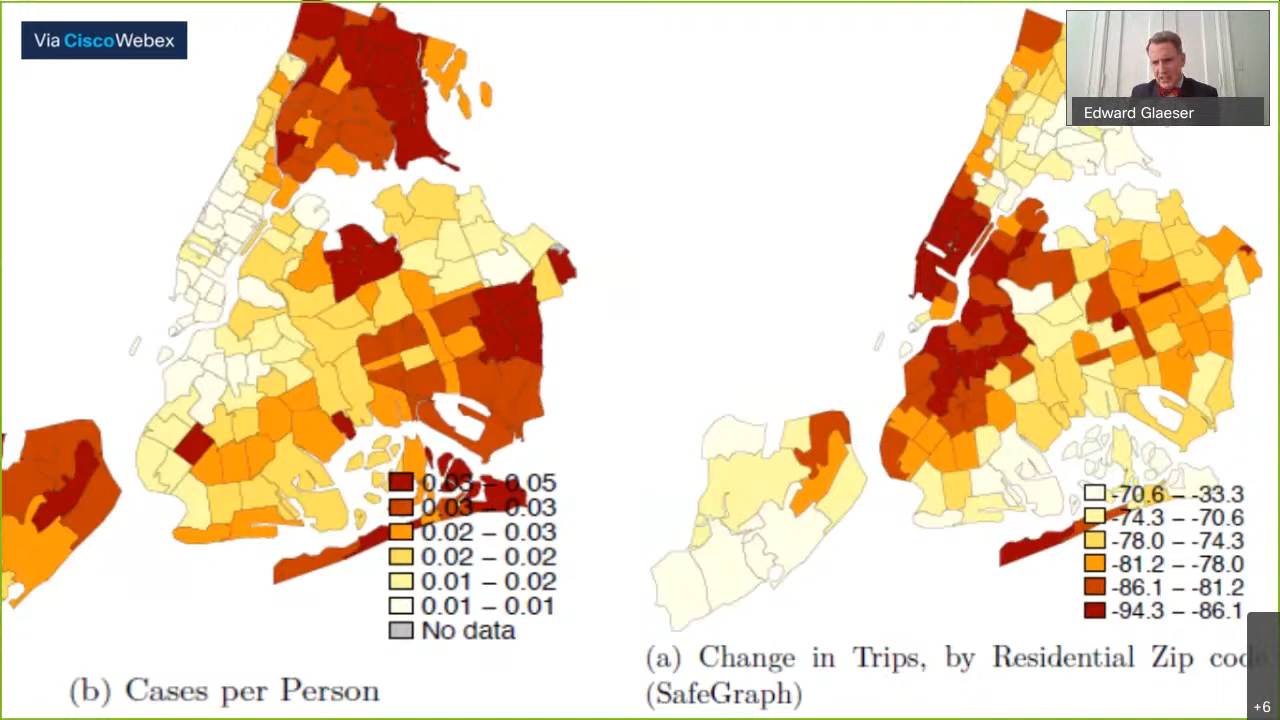 Via Cisco Webex
Edward Glaeser
0.03 – 0.05
0.03 – 0.03
0.02 – 0.03
0.02 – 0.02
0.01 – 0.02
0.01 – 0.01
No data
(b) Cases per Person
-70.6 – -33.3
-74.3 – -70.6
-78.0 – -74.3
-81.2 – -78.0
-86.1 – -81.2
-94.3 – -86.1
(a) Change in Trips, by Residential Zip code
(SafeGraph)
+6